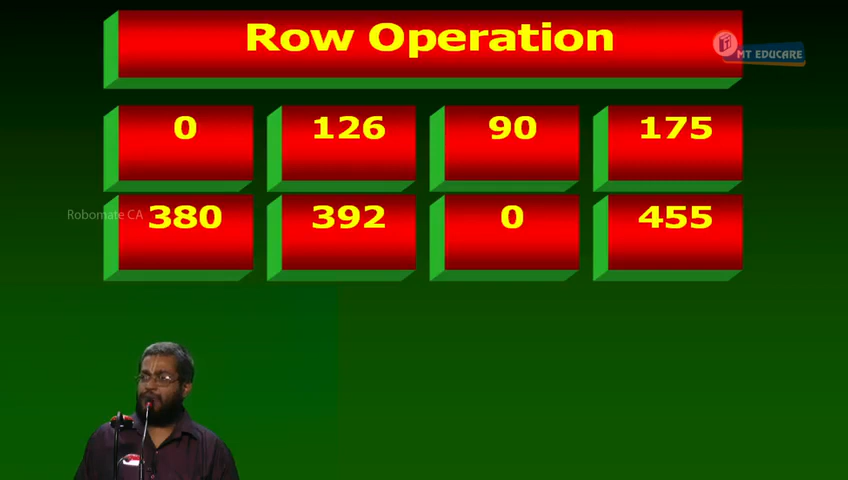 Row Operation
MT EDUCARE
0 126 90 175
Robomate CA
380 392 0 455